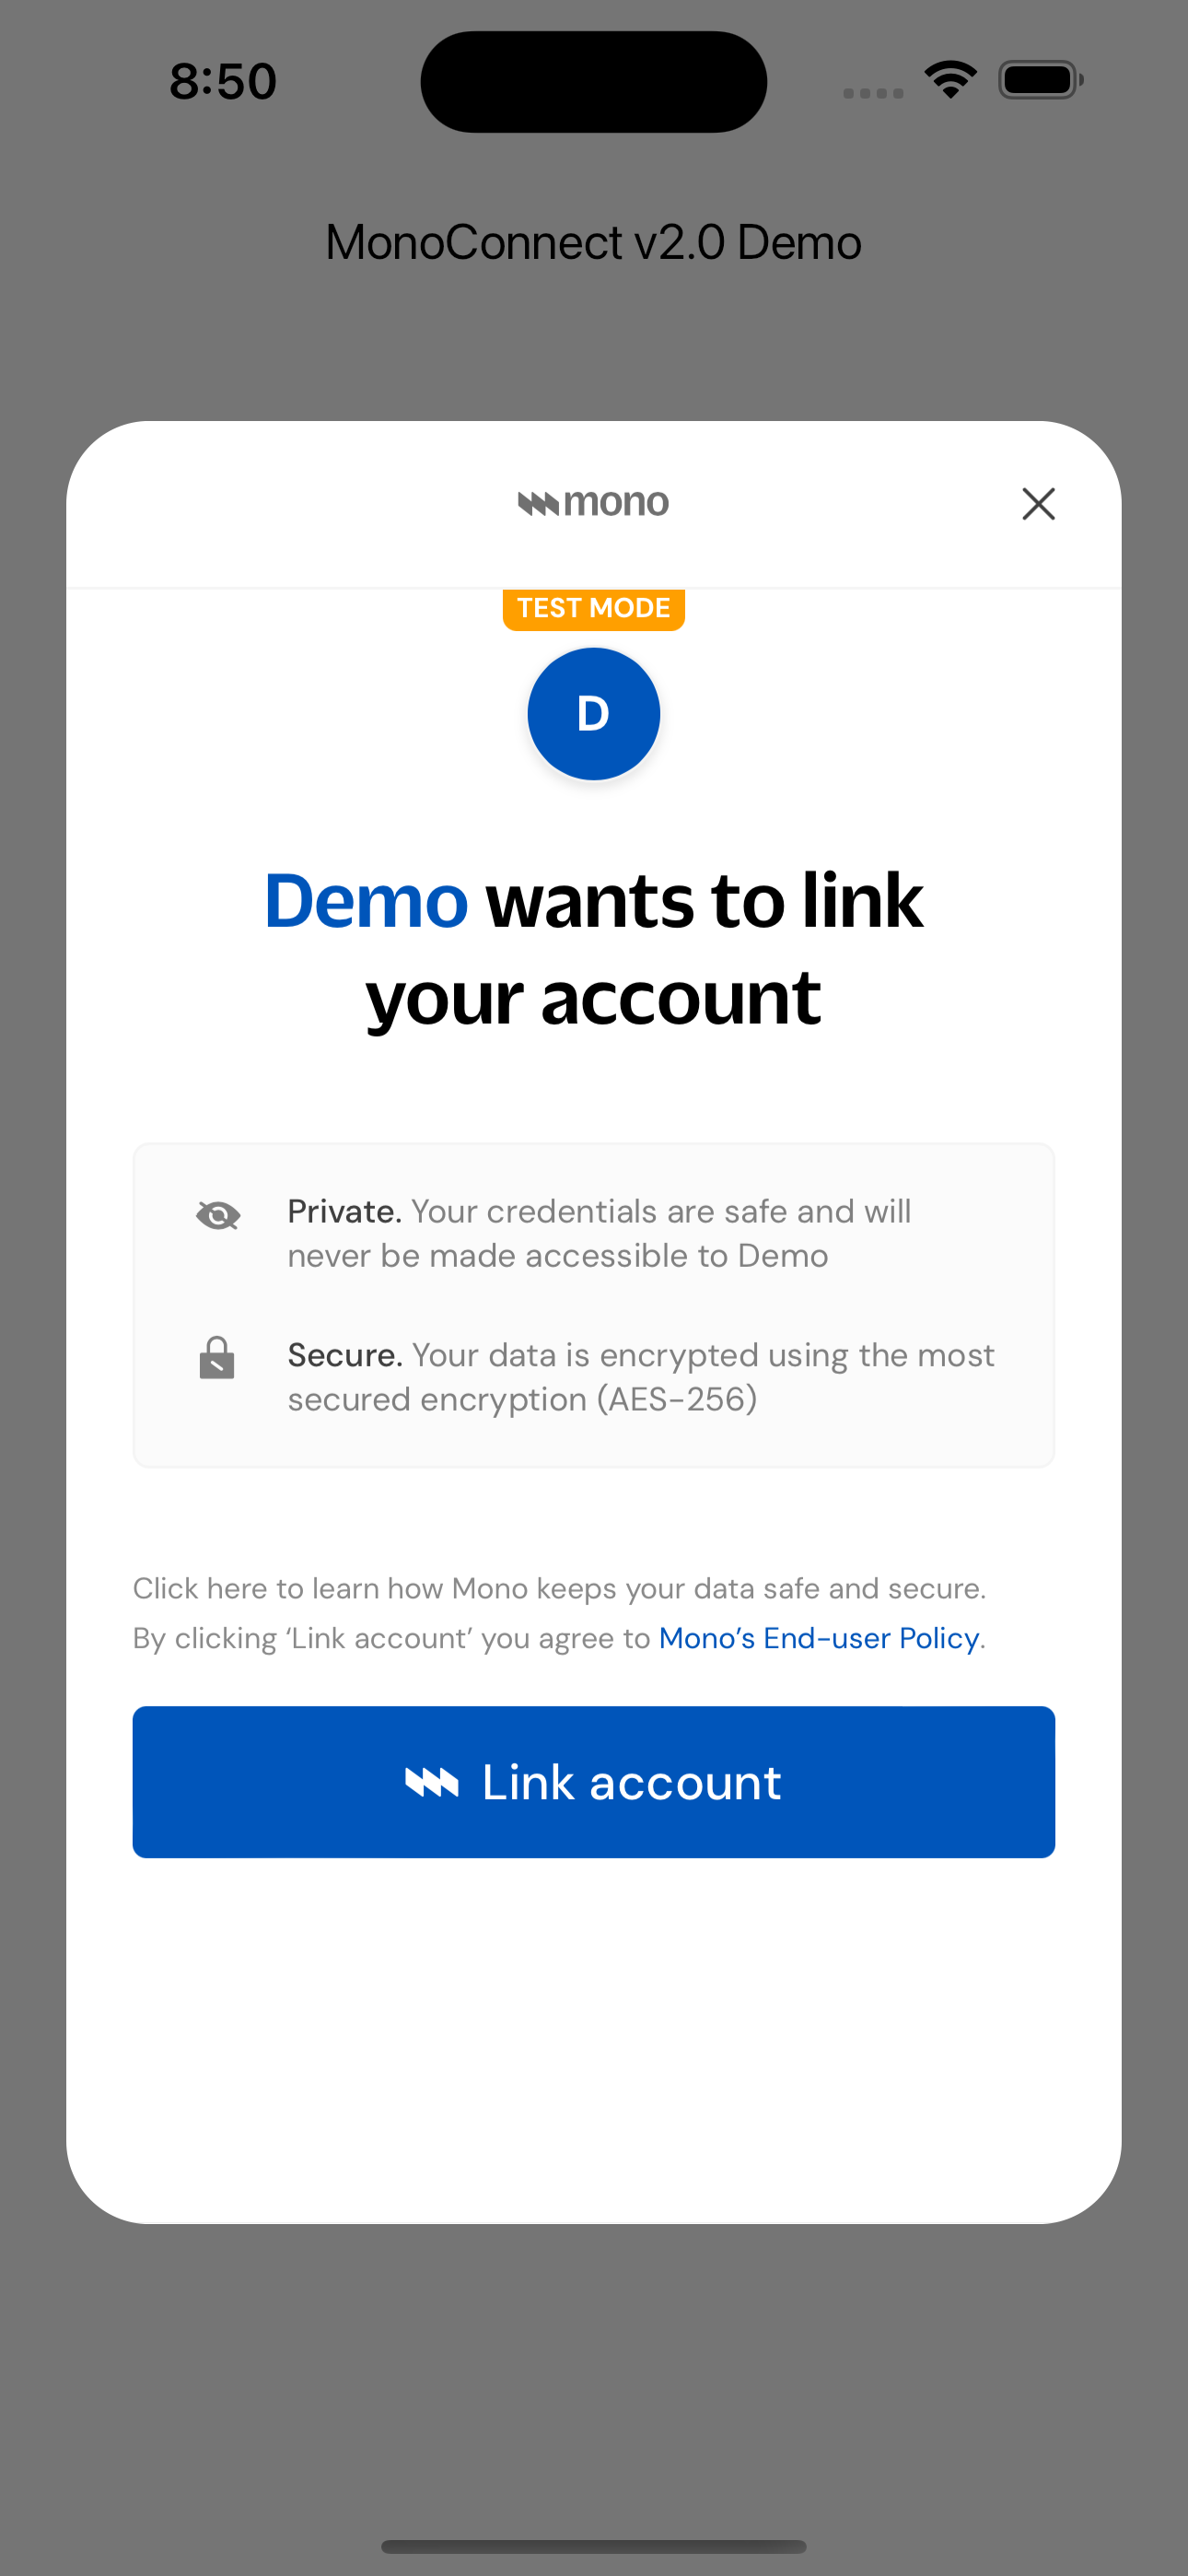 8:50
MonoConnect v2.0 Demo
mono
TEST MODE
D
Demo wants to link
your account
Private. Your credentials are safe and will
never be made accessible to Demo
Secure. Your data is encrypted using the most
secured encryption (AES-256)
Click here to learn how Mono keeps your data safe and secure.
By clicking ‘Link account’ you agree to Mono’s End-user Policy.
Link account